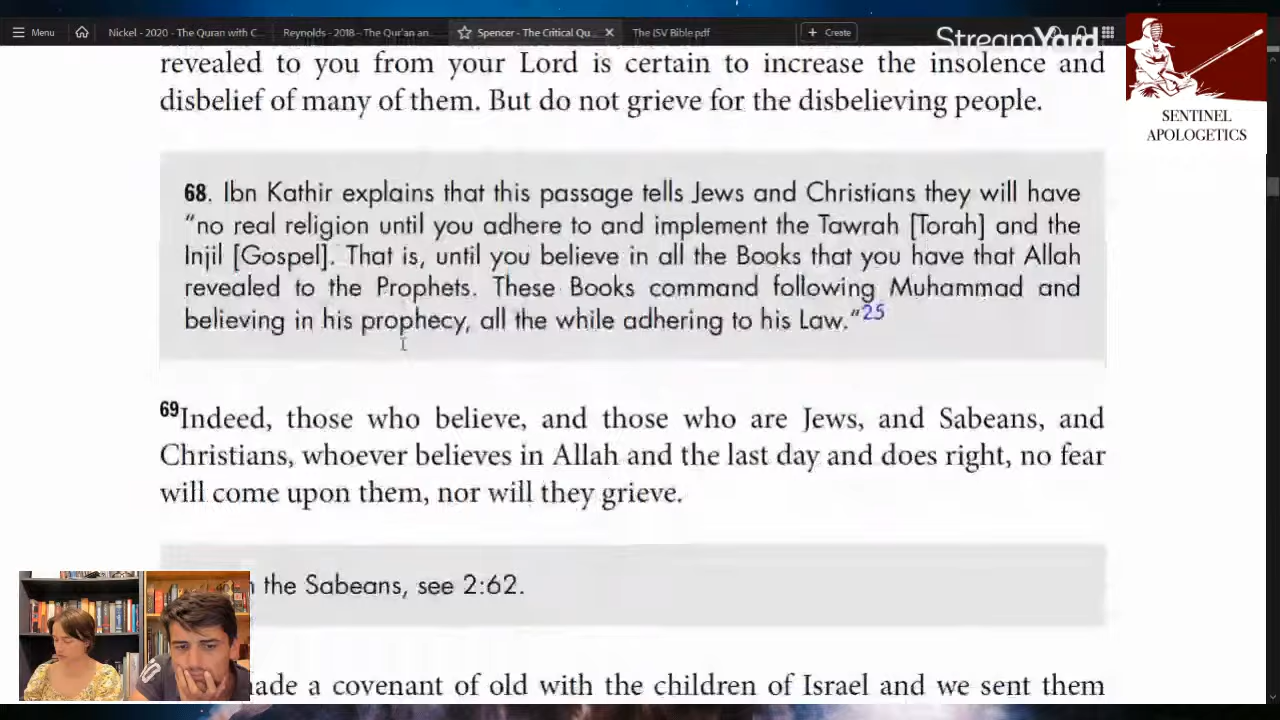 Menu
Nickel - 2020 - The Quran with C
Reynolds - 2018 - The Qur'an an
Spencer - The Critical Qu...
The ISV Bible.pdf
Create
StreamYard
SENTINEL
APOLOGETICS
revealed to you from your Lord is certain to increase the insolence and
disbelief of many of them. But do not grieve for the disbelieving people.
68. Ibn Kathir explains that this passage tells Jews and Christians they will have
“no real religion until you adhere to and implement the Tawrah [Torah] and the
Injil [Gospel]. That is, until you believe in all the Books that you have that Allah
revealed to the Prophets. These Books command following Muhammad and
believing in his prophecy, all the while adhering to his Law.”25
69Indeed, those who believe, and those who are Jews, and Sabeans, and
Christians, whoever believes in Allah and the last day and does right, no fear
will come upon them, nor will they grieve.
the Sabeans, see 2:62.
a covenant of old with the children of Israel and we sent them